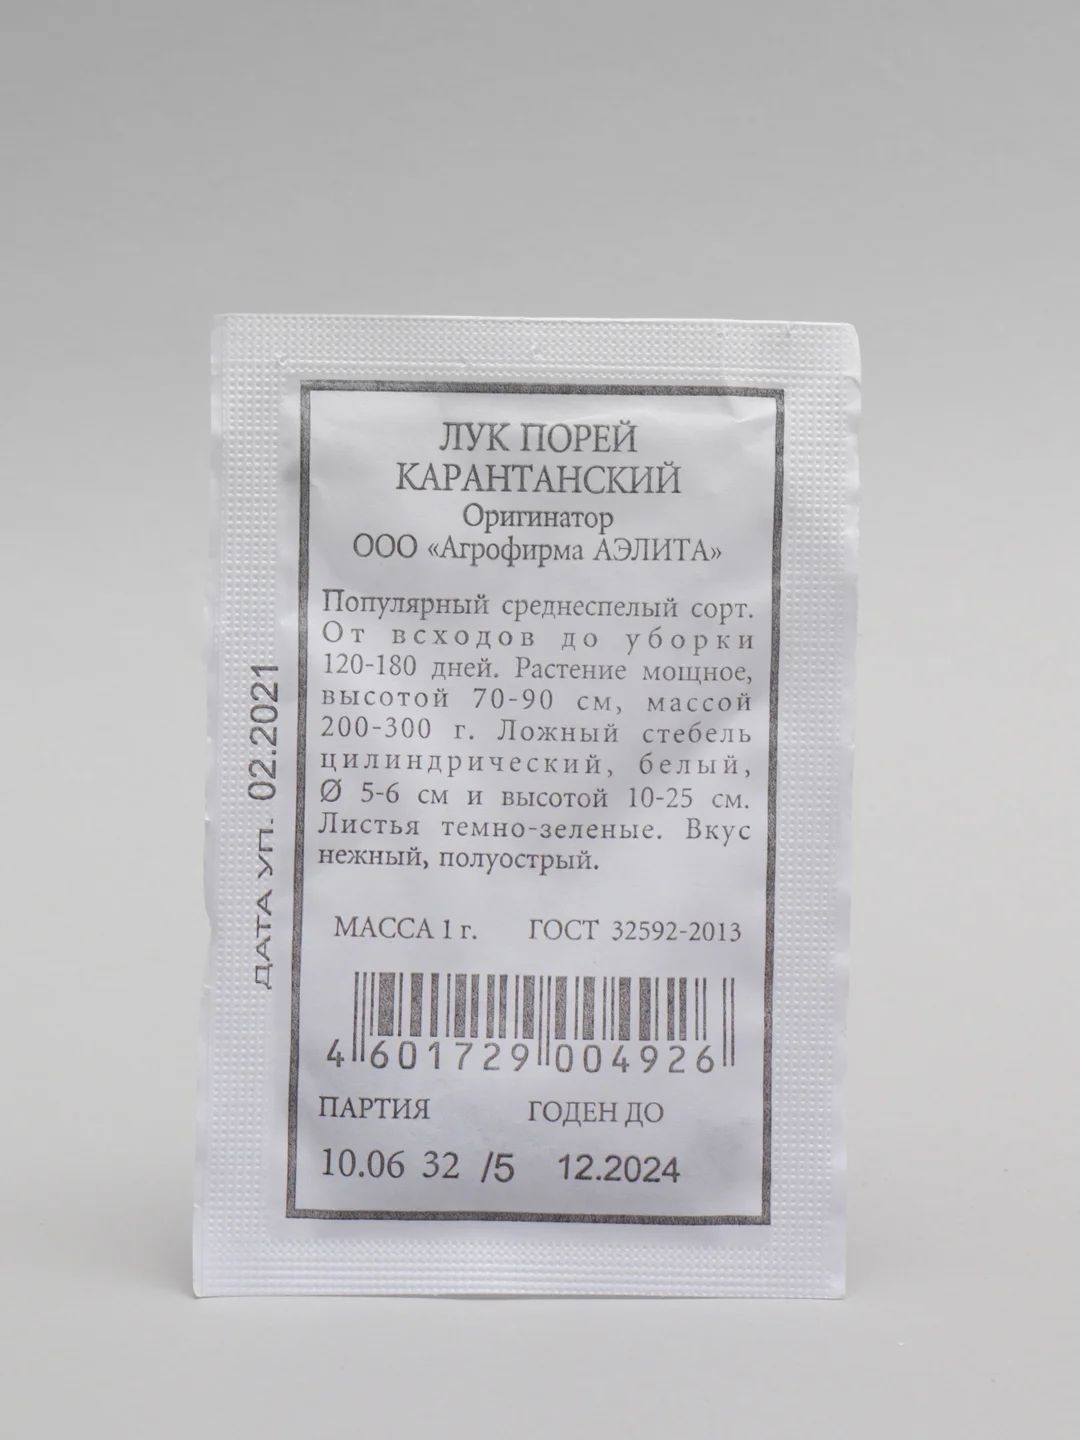 ЛУК ПОРЕЙ
КАРАНТАНСКИЙ
Оригинатор
ООО «Агрофирма АЭЛИТА»
Популярный среднеспелый сорт.
От всходов до уборки
120-180 дней. Растение мощное,
высотой 70-90 см, массой
200-300 г. Ложный стебель
цилиндрический, белый,
Ø 5-6 см и высотой 10-25 см.
Листья темно-зеленые. Вкус
нежный, полуострый.
МАССА 1 г. ГОСТ 32592-2013
4 601729 004926
ПАРТИЯ ГОДЕН ДО
10.06 32 /5 12.2024
ДАТА УП. 02.2021